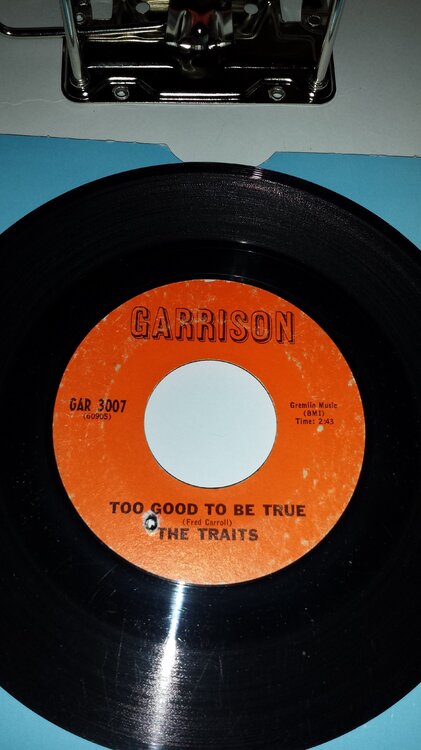 GARRISON
GAR 3007
(60905)
Gremlin Music
(BMI)
Time: 2:43
TOO GOOD TO BE TRUE
(Fred Carroll)
THE TRAITS